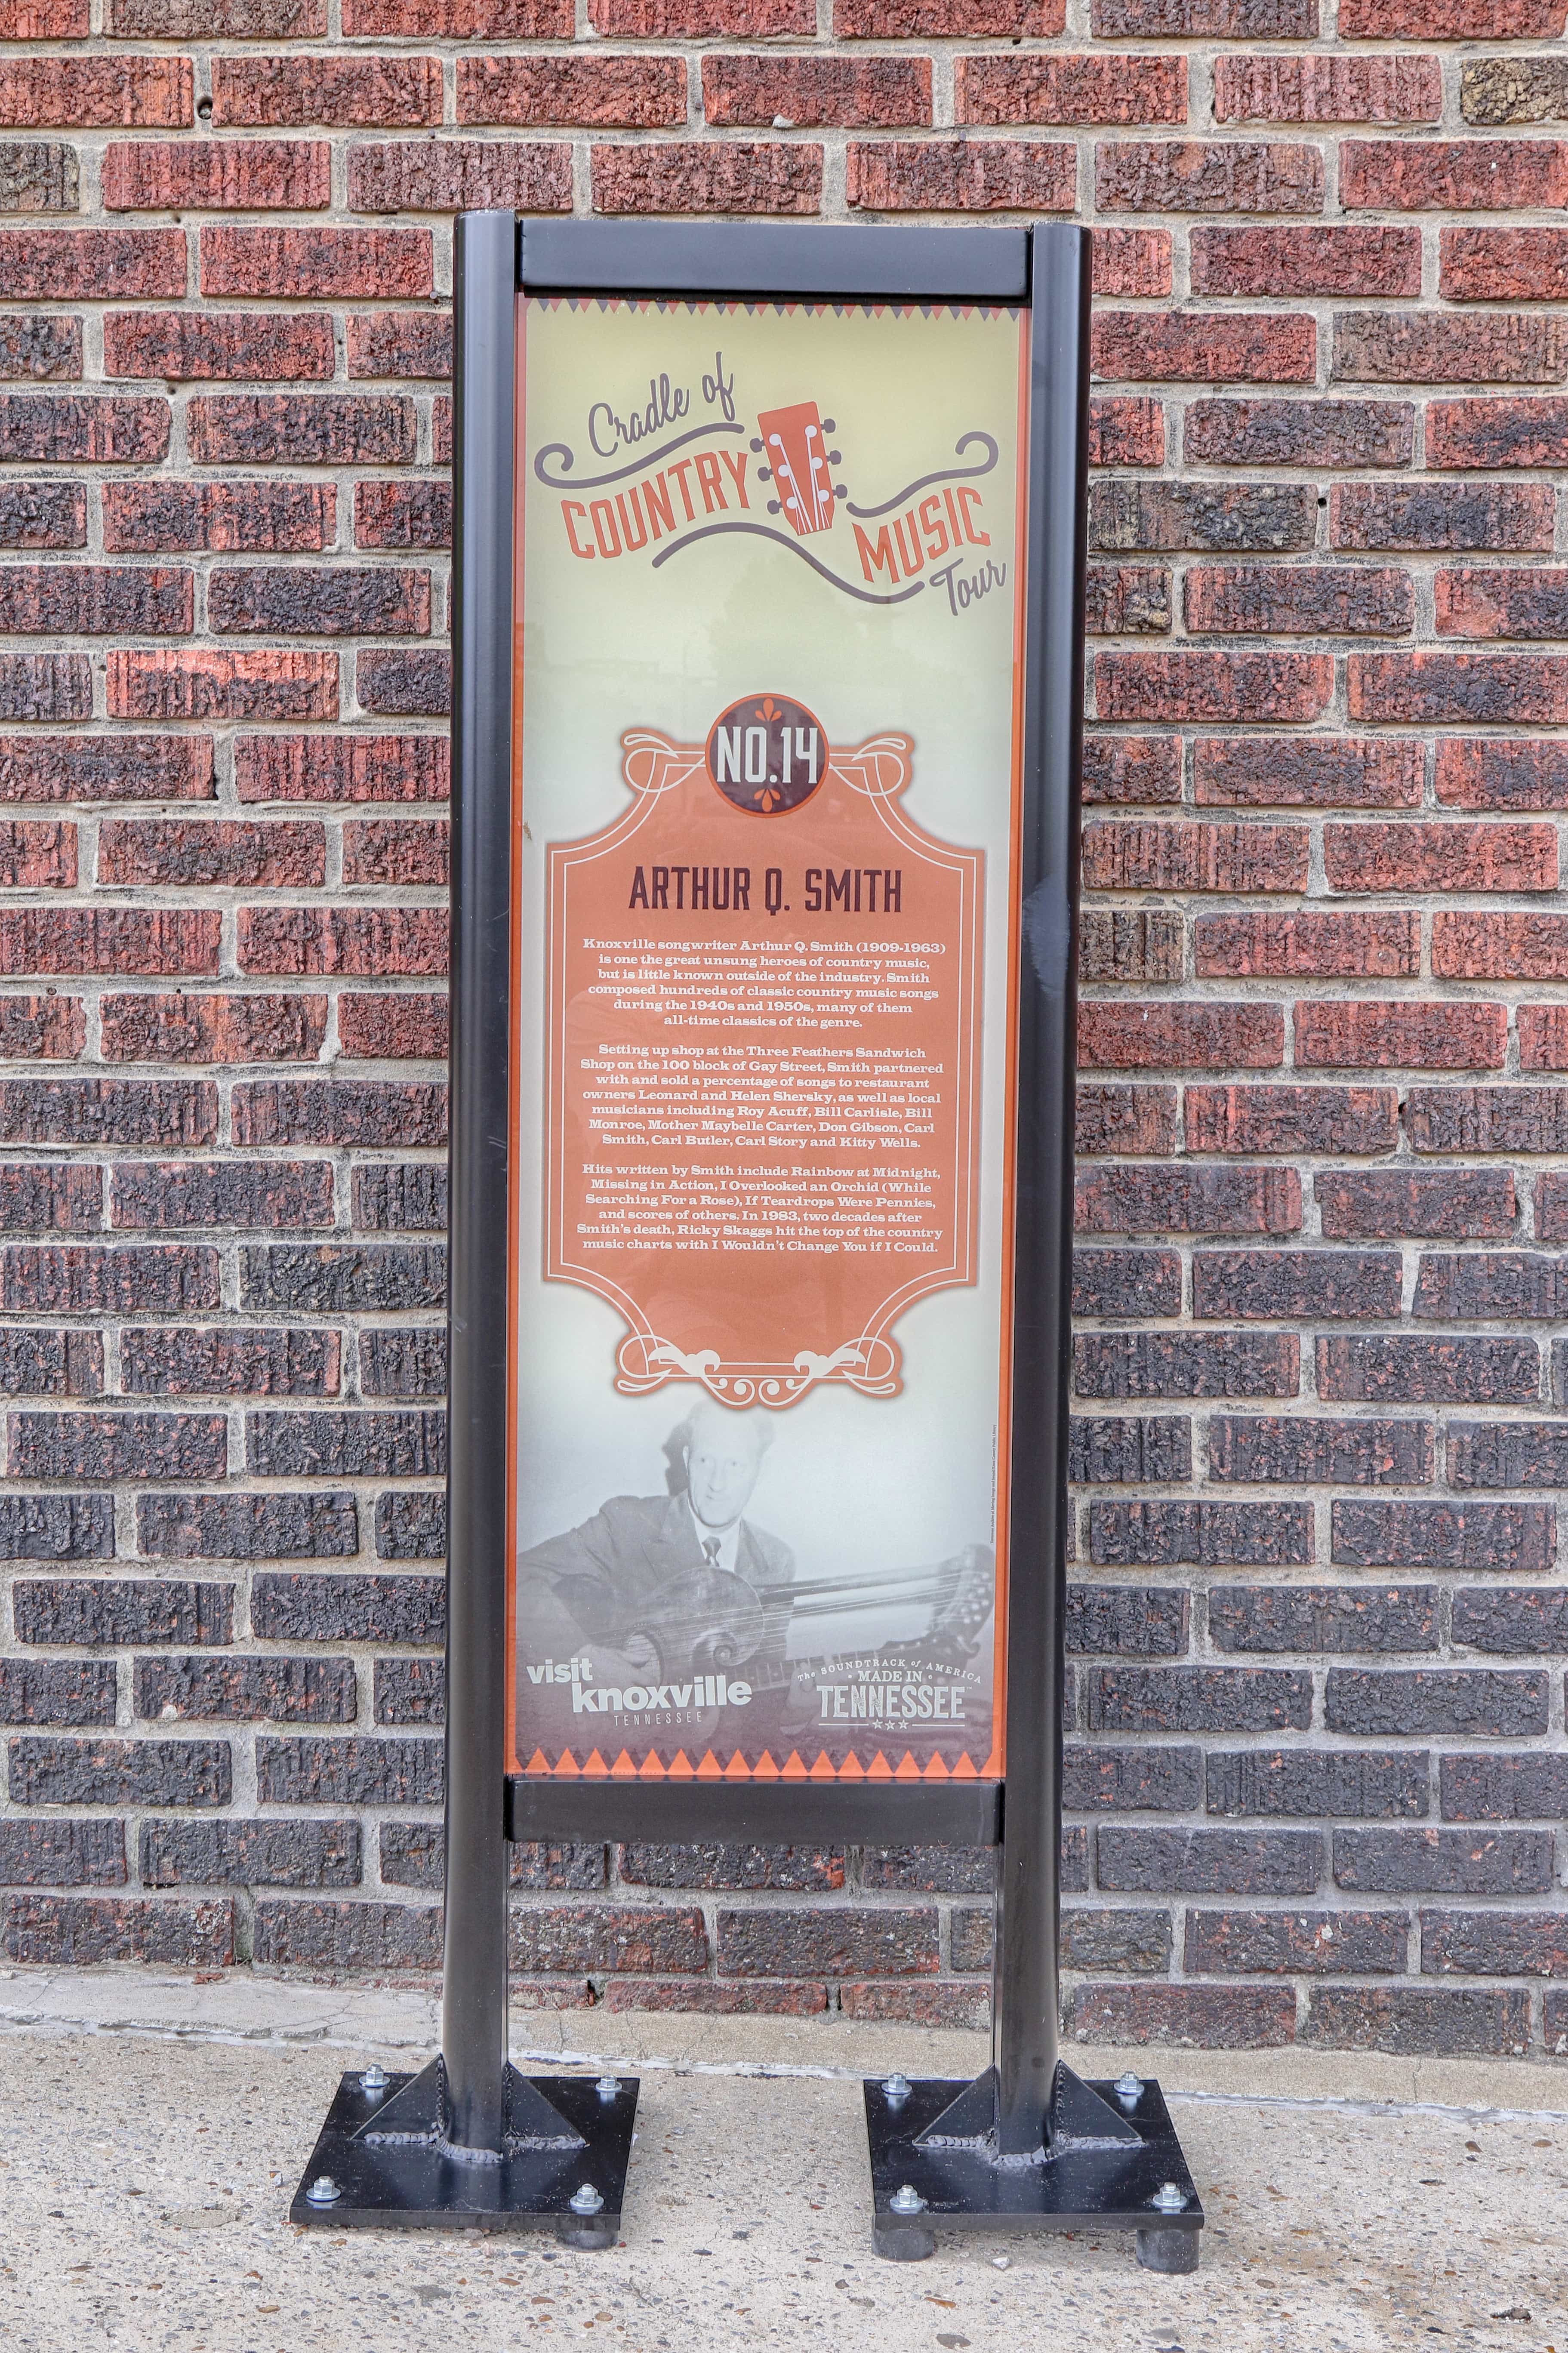 Cradle of
COUNTRY
MUSIC
Tour
NO.14
ARTHUR Q. SMITH
Knoxville songwriter Arthur Q. Smith (1909-1963)
is one the great unsung heroes of country music,
but is little known outside of the industry. Smith
composed hundreds of classic country music songs
during the 1940s and 1950s, many of them
all-time classics of the genre.
Setting up shop at the Three Feathers Sandwich
Shop on the 100 block of Gay Street, Smith partnered
with and sold a percentage of songs to restaurant
owners Leonard and Helen Shersky, as well as local
musicians including Roy Acuff, Bill Carlisle, Bill
Monroe, Mother Maybelle Carter, Don Gibson, Carl
Smith, Carl Butler, Carl Story and Kitty Wells.
Hits written by Smith include Rainbow at Midnight,
Missing in Action, I Overlooked an Orchid (While
Searching For a Rose), If Teardrops Were Pennies,
and scores of others. In 1983, two decades after
Smith's death, Ricky Skaggs hit the top of the country
music charts with I Wouldn't Change You if I Could.
visit
knoxville
TENNESSEE
The SOUNDTRACK of AMERICA
MADE IN
TENNESSEE